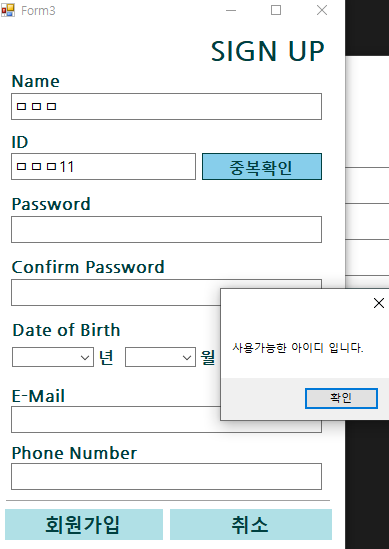 Form3
SIGN UP
Name
ㅁㅁㅁ
ID
ㅁㅁㅁ11
중복확인
Password
Confirm Password
사용가능한 아이디 입니다.
확인
Date of Birth
년 월
E-Mail
Phone Number
회원가입 취소